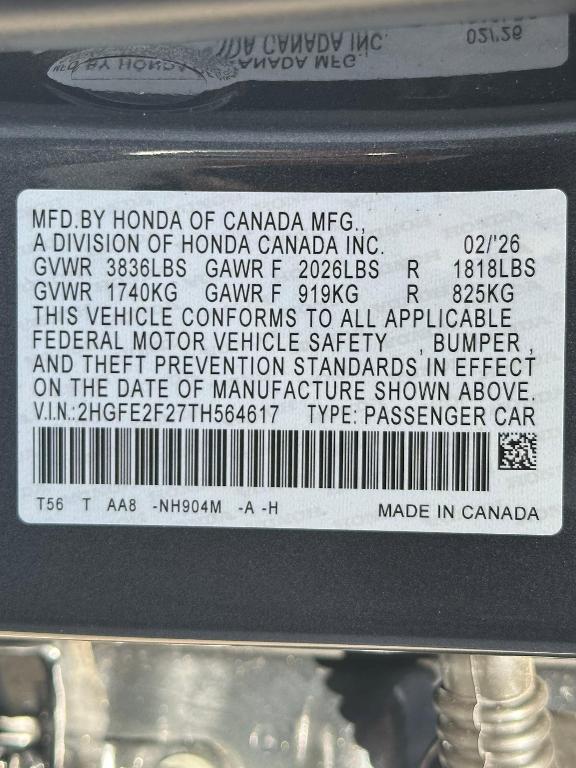 MFD.BY HONDA OF CANADA MFG.,
A DIVISION OF HONDA CANADA INC. 02/'26
GVWR 3836LBS GAWR F 2026LBS R 1818LBS
GVWR 1740KG GAWR F 919KG R 825KG
THIS VEHICLE CONFORMS TO ALL APPLICABLE
FEDERAL MOTOR VEHICLE SAFETY , BUMPER ,
AND THEFT PREVENTION STANDARDS IN EFFECT
ON THE DATE OF MANUFACTURE SHOWN ABOVE.
V.I.N.:2HGFE2F27TH564617 TYPE: PASSENGER CAR
T56 T AA8 -NH904M -A -H MADE IN CANADA